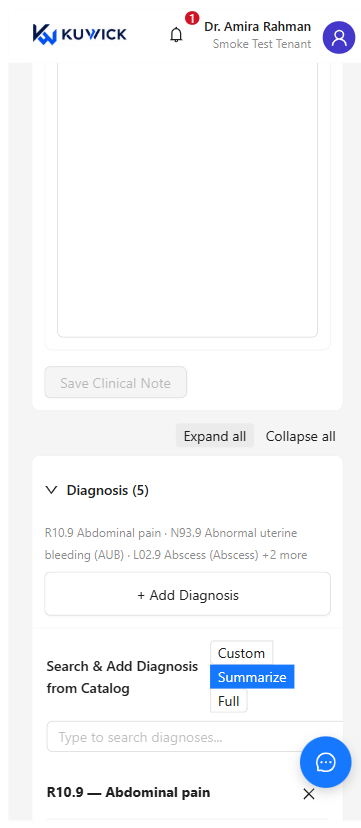 KUWICK
1
Dr. Amira Rahman
Smoke Test Tenant
Save Clinical Note
Expand all
Collapse all
Diagnosis (5)
R10.9 Abdominal pain · N93.9 Abnormal uterine
bleeding (AUB) · L02.9 Abscess (Abscess) +2 more
+ Add Diagnosis
Search & Add Diagnosis
from Catalog
Custom
Summarize
Full
Type to search diagnoses...
R10.9 — Abdominal pain